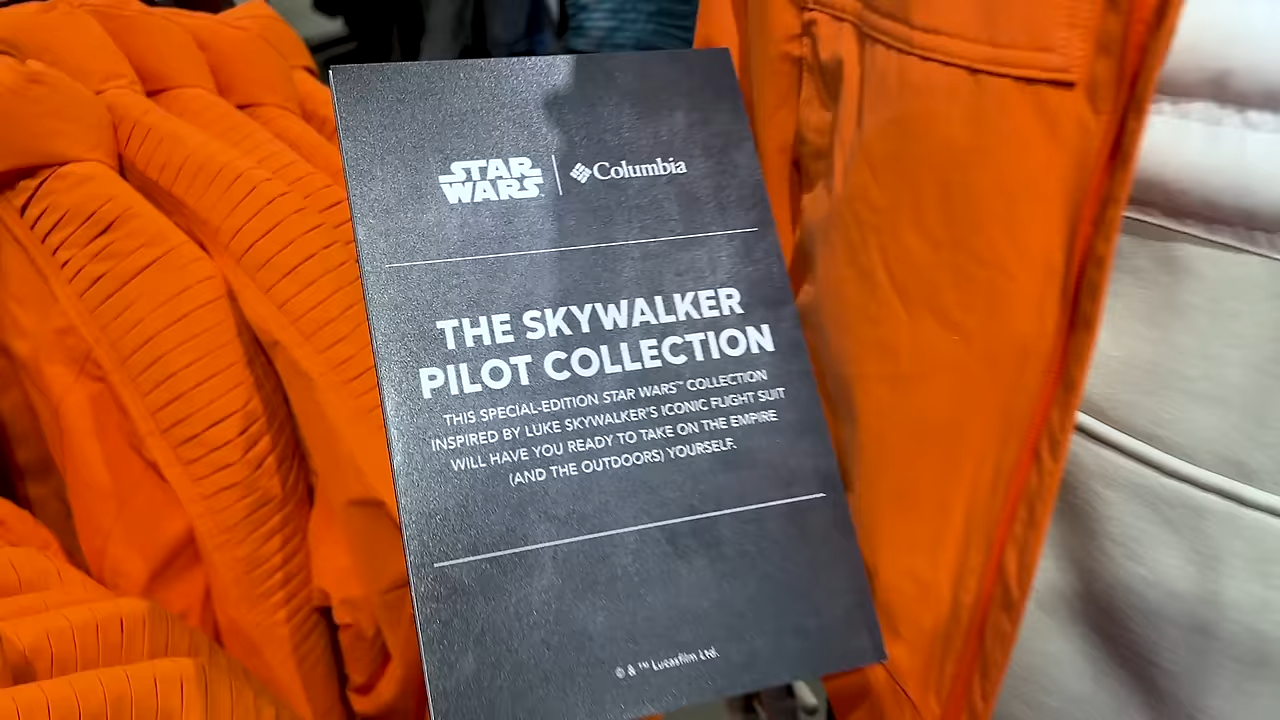 STAR WARS | Columbia
THE SKYWALKER
PILOT COLLECTION
THIS SPECIAL-EDITION STAR WARS™ COLLECTION
INSPIRED BY LUKE SKYWALKER'S ICONIC FLIGHT SUIT
WILL HAVE YOU READY TO TAKE ON THE EMPIRE
(AND THE OUTDOORS) YOURSELF.
© & ™ Lucasfilm Ltd.